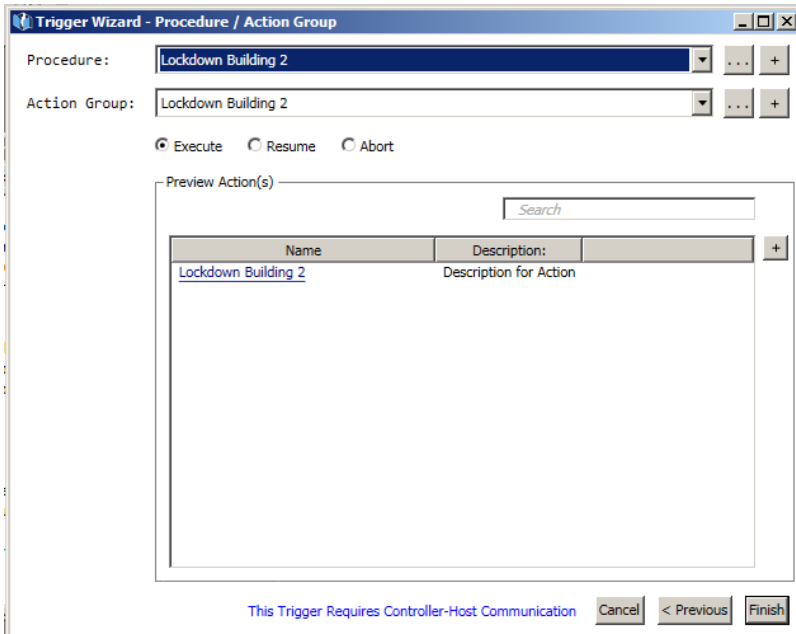 Trigger Wizard - Procedure / Action Group
Procedure: Lockdown Building 2 ... +
Action Group: Lockdown Building 2 ... +
Execute Resume Abort
Preview Action(s)
Search
Name Description: +
Lockdown Building 2 Description for Action
This Trigger Requires Controller-Host Communication Cancel < Previous Finish